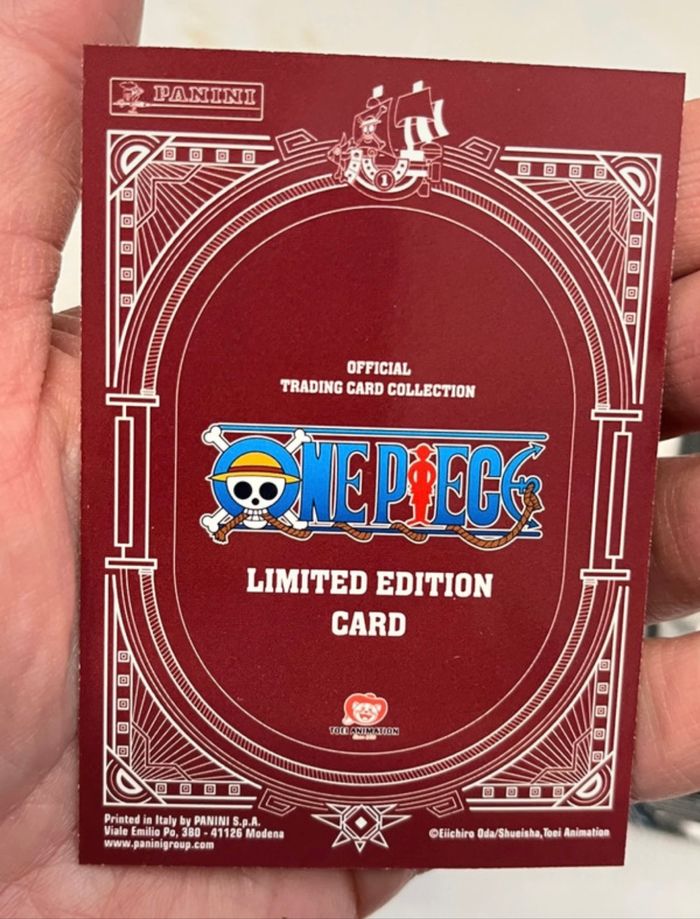 PANINI
1
OFFICIAL
TRADING CARD COLLECTION
ONE PIECE
LIMITED EDITION
CARD
TOEI ANIMATION
Printed in Italy by PANINI S.p.A.
Viale Emilio Po, 380 - 41126 Modena
www.paninigroup.com
©Eiichiro Oda/Shueisha,Toei Animation